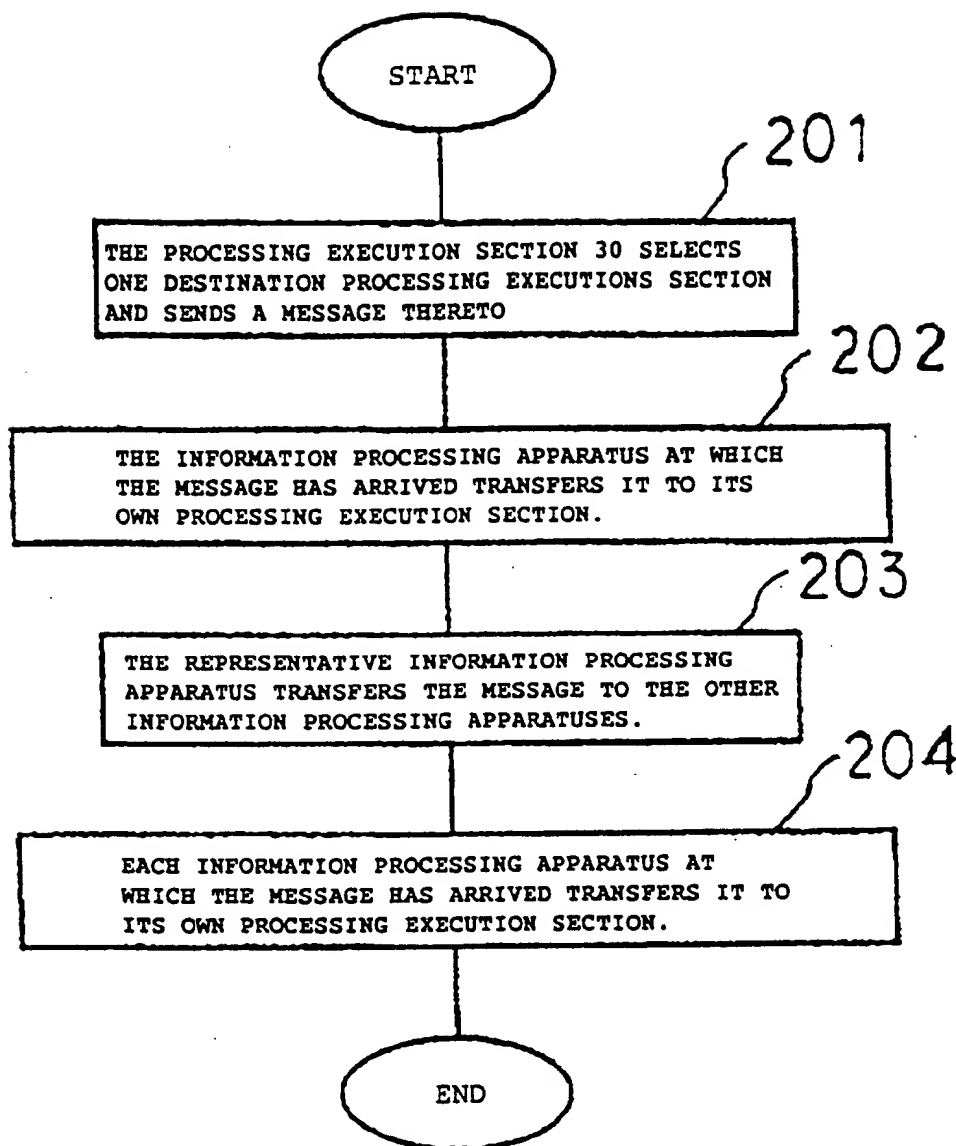 START
201
THE PROCESSING EXECUTION SECTION 30 SELECTS
ONE DESTINATION PROCESSING EXECUTIONS SECTION
AND SENDS A MESSAGE THERETO
202
THE INFORMATION PROCESSING APPARATUS AT WHICH
THE MESSAGE HAS ARRIVED TRANSFERS IT TO ITS
OWN PROCESSING EXECUTION SECTION.
203
THE REPRESENTATIVE INFORMATION PROCESSING
APPARATUS TRANSFERS THE MESSAGE TO THE OTHER
INFORMATION PROCESSING APPARATUSES.
204
EACH INFORMATION PROCESSING APPARATUS AT
WHICH THE MESSAGE HAS ARRIVED TRANSFERS IT TO
ITS OWN PROCESSING EXECUTION SECTION.
END